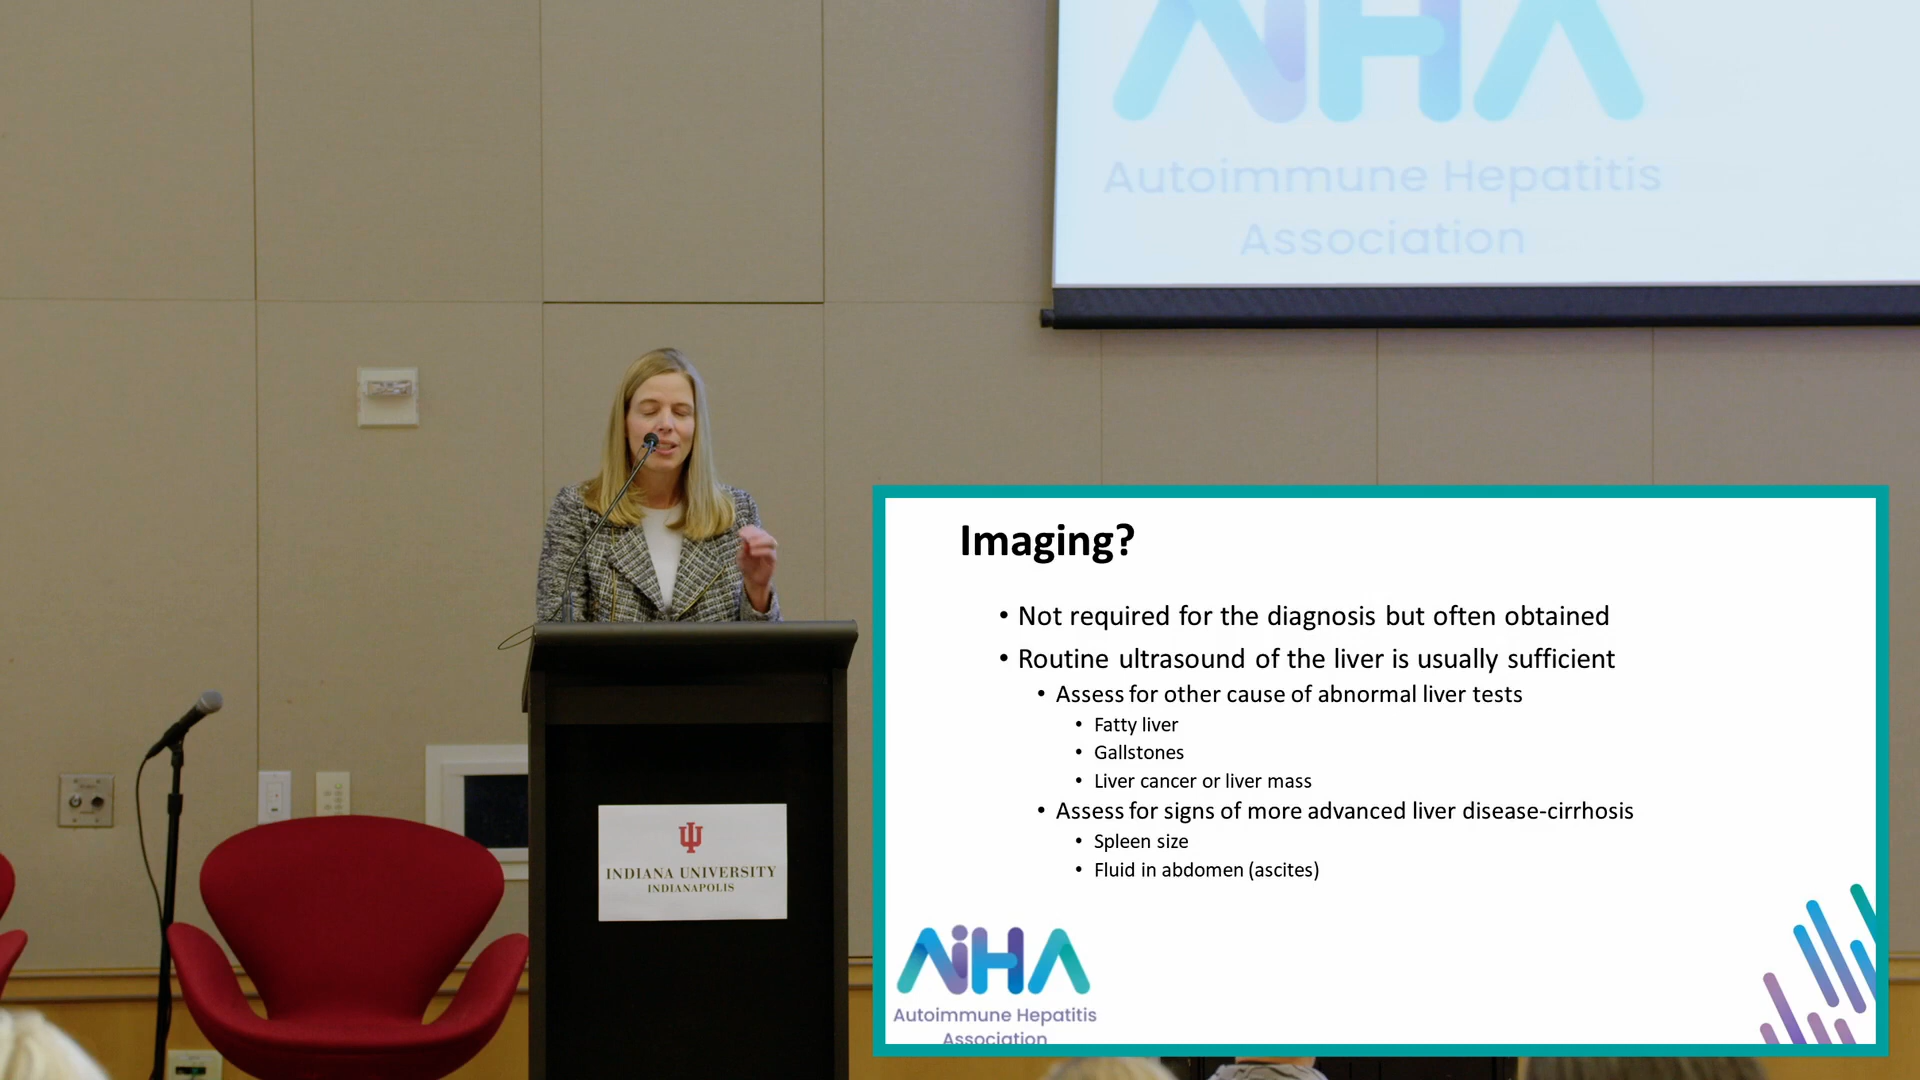 AiHA
Autoimmune Hepatitis
Association
Imaging?
• Not required for the diagnosis but often obtained
• Routine ultrasound of the liver is usually sufficient
• Assess for other cause of abnormal liver tests
• Fatty liver
• Gallstones
• Liver cancer or liver mass
• Assess for signs of more advanced liver disease-cirrhosis
• Spleen size
• Fluid in abdomen (ascites)
AiHA
Autoimmune Hepatitis
Association
INDIANA UNIVERSITY
INDIANAPOLIS